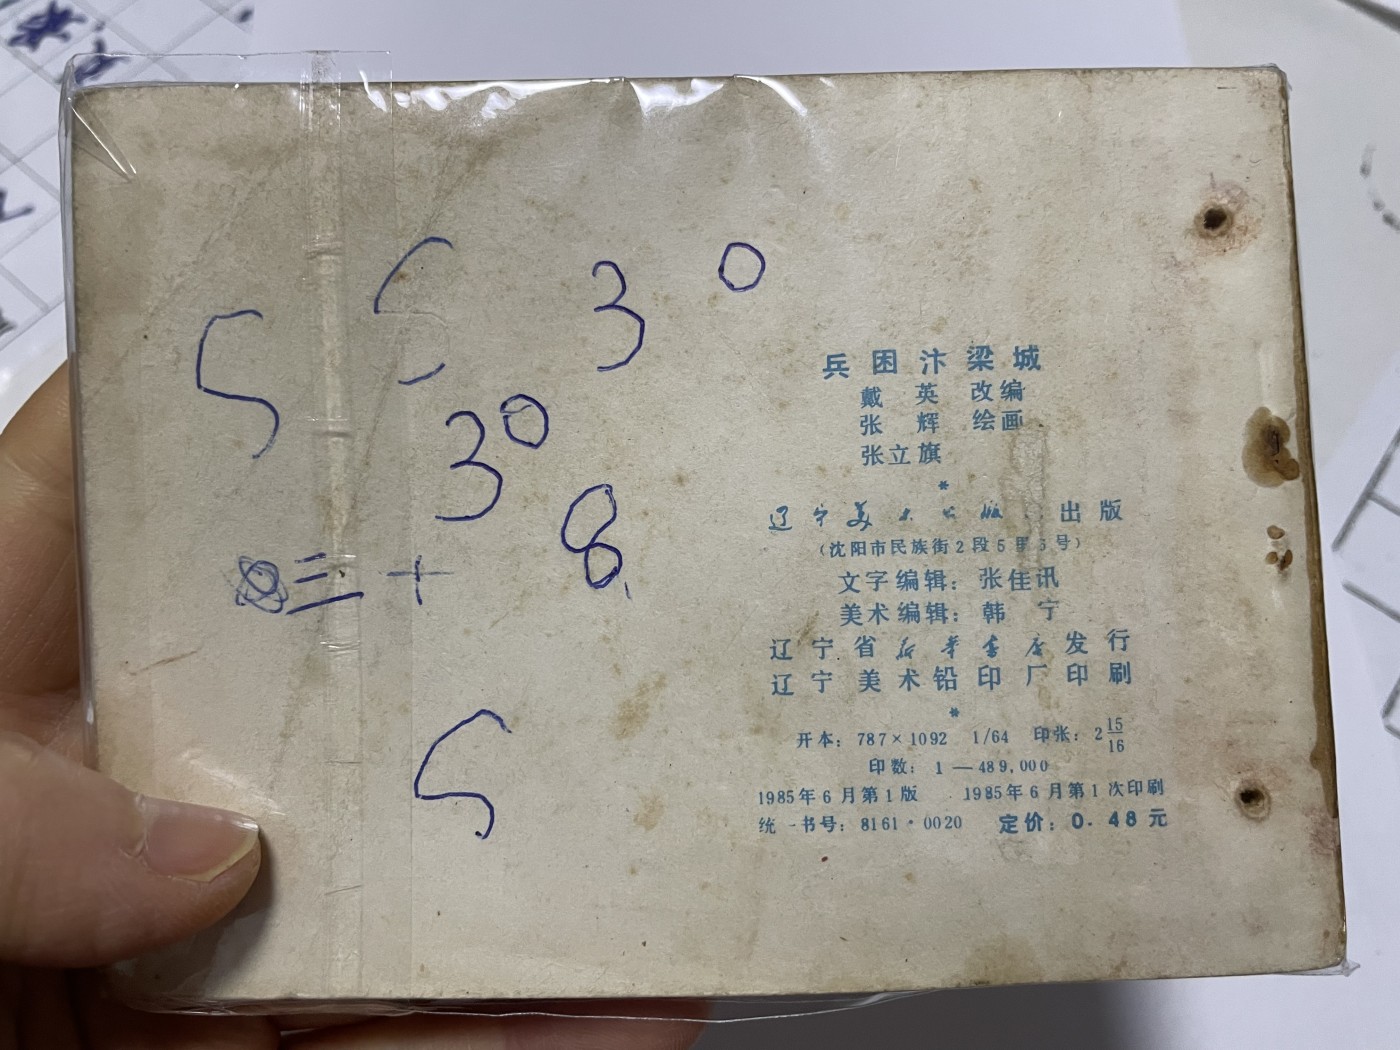 5 5 3 0
3 0
8
三 十
5
兵困汴梁城
戴英 改编
张辉 绘画
张立旗
*
辽宁美术出版社出版
(沈阳市民族街2段5里5号)
文字编辑：张佳讯
美术编辑：韩宁
辽宁省新华书店发行
辽宁美术铅印厂印刷
*
开本：787×1092 1/64 印张：2 15/16
印数：1—489,000
1985年6月第1版 1985年6月第1次印刷
统一书号：8161·0020 定价：0.48元